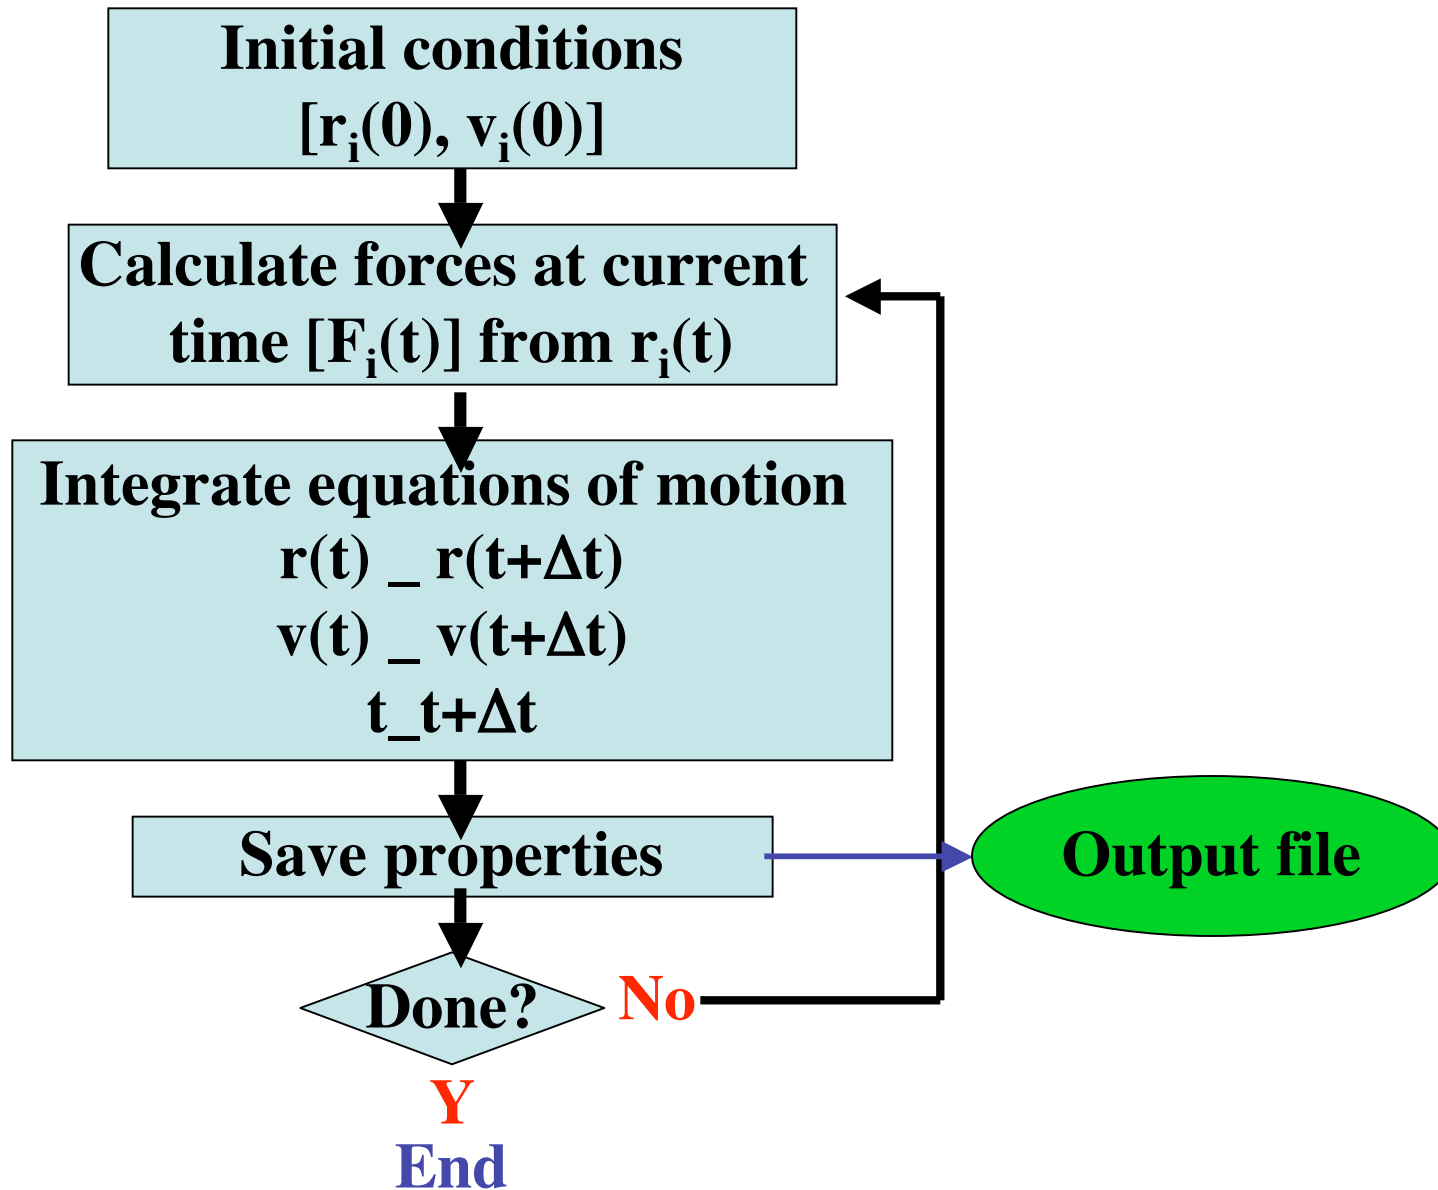 Initial conditions
[rᵢ(0), vᵢ(0)]
Calculate forces at current
time [Fᵢ(t)] from rᵢ(t)
Integrate equations of motion
r(t) _ r(t+Δt)
v(t) _ v(t+Δt)
t_t+Δt
Save properties
Output file
Done?
No
Y
End